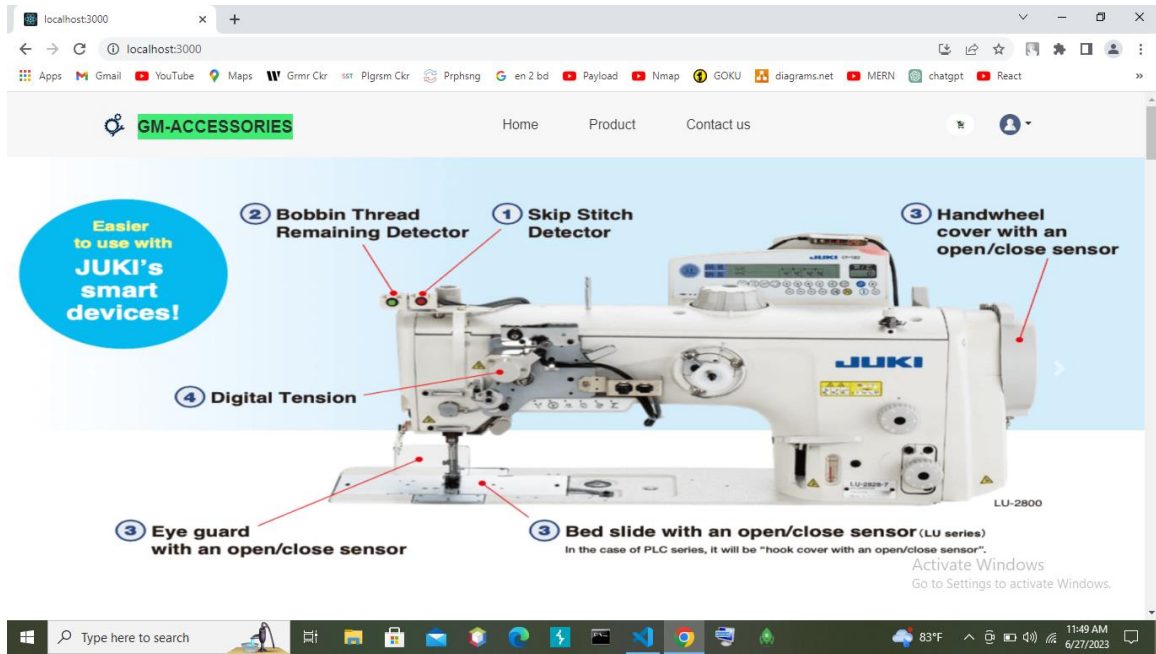 localhost:3000
localhost:3000
Apps Gmail YouTube Maps Grmr Ckr Plgrsm Ckr Prphsng en 2 bd Payload Nmap GOKU diagrams.net MERN chatgpt React
GM-ACCESSORIES
Home Product Contact us
Easier
to use with
JUKI's
smart
devices!
2 Bobbin Thread
Remaining Detector
1 Skip Stitch
Detector
3 Handwheel
cover with an
open/close sensor
JUKI
JUKI
4 Digital Tension
LU-2828-7
LU-2800
3 Eye guard
with an open/close sensor
3 Bed slide with an open/close sensor (LU series)
In the case of PLC series, it will be "hook cover with an open/close sensor".
Activate Windows
Go to Settings to activate Windows.
Type here to search
83°F
11:49 AM
6/27/2023